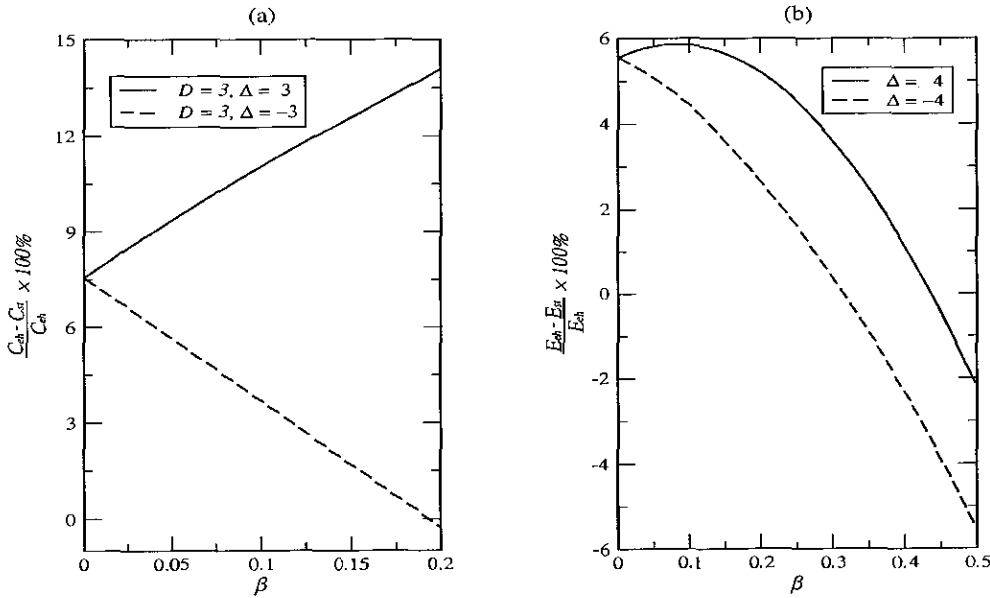 (a)
15
12
9
6
3
0
D = 3, Δ = 3
D = 3, Δ = −3
C_eh - C_st
C_eh
× 100%
0
0.05
0.1
0.15
0.2
β
(b)
6
4
2
0
-2
-4
-6
Δ = 4
Δ = −4
E_eh - E_st
E_eh
× 100%
0
0.1
0.2
0.3
0.4
0.5
β